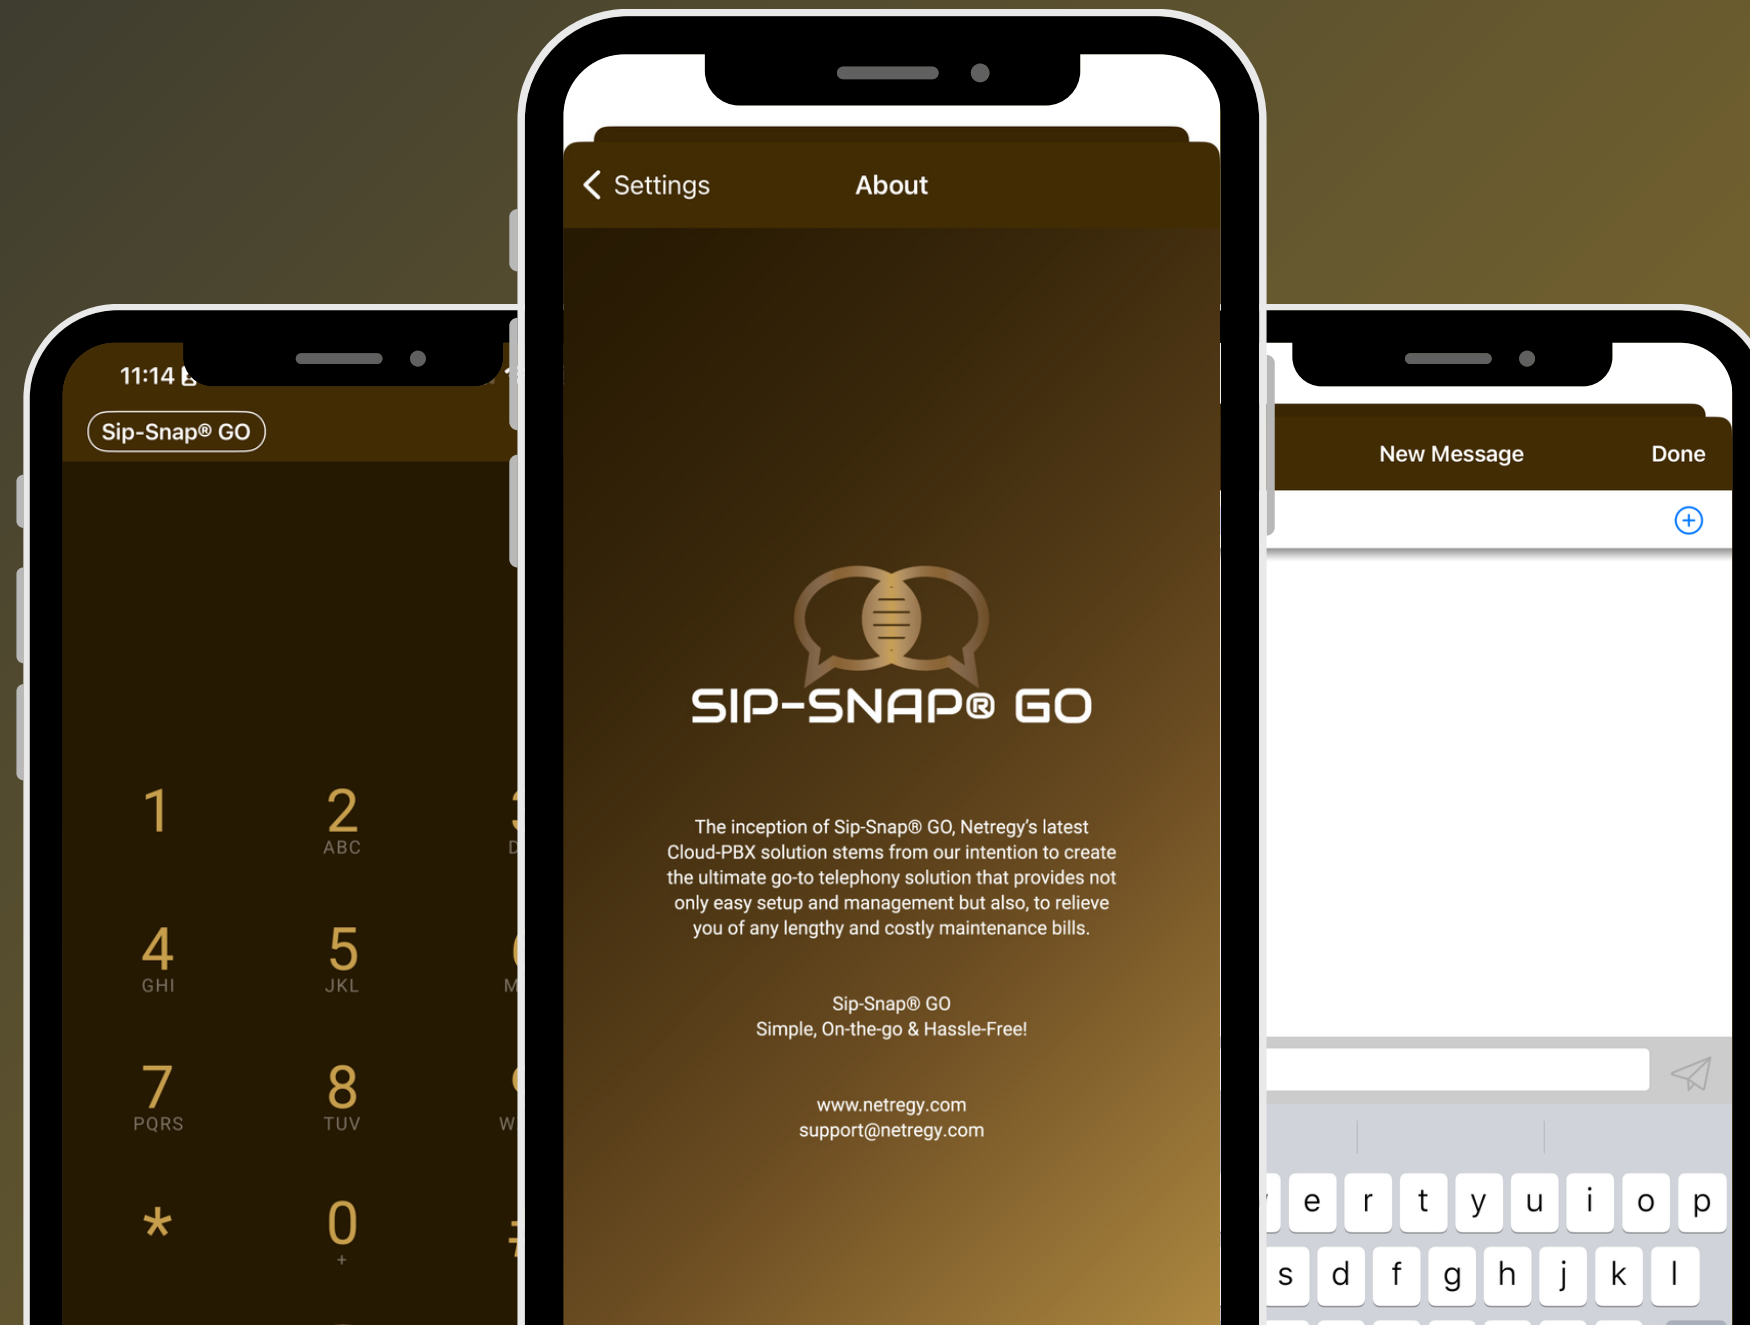 Settings
About
SIP-SNAP® GO
The inception of Sip-Snap® GO, Netregy's latest
Cloud-PBX solution stems from our intention to create
the ultimate go-to telephony solution that provides not
only easy setup and management but also, to relieve
you of any lengthy and costly maintenance bills.
Sip-Snap® GO
Simple, On-the-go & Hassle-Free!
www.netregy.com
support@netregy.com
11:14
Sip-Snap® GO
1 2
ABC
4 5
GHI JKL
7 8
PQRS TUV
* 0
+
New Message Done
e r t y u i o p
s d f g h j k l